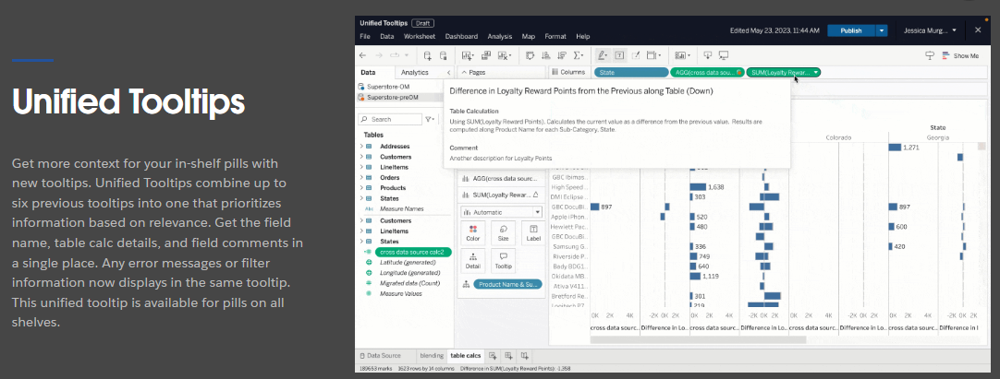 Unified Tooltips
Get more context for your in-shelf pills with
new tooltips. Unified Tooltips combine up to
six previous tooltips into one that prioritizes
information based on relevance. Get the field
name, table calc details, and field comments in
a single place. Any error messages or filter
information now displays in the same tooltip.
This unified tooltip is available for pills on all
shelves.
Unified Tooltips Draft
File Data Worksheet Dashboard Analysis Map Format Help
Edited May 23, 2023, 11:44 AM Publish Jessica Murg...
Show Me
Data Analytics
Pages
Columns State AGG(cross data sou... SUM(Loyalty Rewar...
Superstore-OM
Superstore-preOM
Search
Tables
Addresses
Customers
LineItems
Orders
Products
States
Abc Measure Names
Customers
LineItems
States
cross data source calc2
Latitude (generated)
Longitude (generated)
Migrated data (Count)
Measure Values
Difference in Loyalty Reward Points from the Previous along Table (Down)
Table Calculation
Using SUM(Loyalty Reward Points). Calculates the current value as a difference from the previous value. Results are
computed along Product Name for each Sub-Category, State.
Comment
Another description for Loyalty Points
AGG(cross data sourc...
SUM(Loyalty Rewar...
Automatic
Color Size Label
Detail Tooltip
Product Name & Su...
State
Colorado Georgia
1,271
GBC Ibimas...
High Speed... 1,638
DMI Eclipse... 303
GBC DocuBi... 897 897
Apple iPhon... 520
Hewlett Pac... 480 600
GBC DocuBi...
Samsung G... 336 420
Riverside P... 749
Bady BDG1... 640
Okidata MB... 1,119
Ativa V411...
Bretford Re... 301
Logitech P7... 219
0K 2K 4K -2K 0K 2K 0K 2K 4K -2K 0K 2K 0K 2K 4K -2K 0K 2K 0K 2K 4K -2K 0K 2K
cross data sourc... Difference in Lo... cross data sourc... Difference in Lo... cross data sourc... Difference in Lo... cross data sourc... Difference in l
Data Source blending table calcs
189653 marks 1623 rows by 14 columns Difference in SUM(Loyalty Reward Points): -1,358